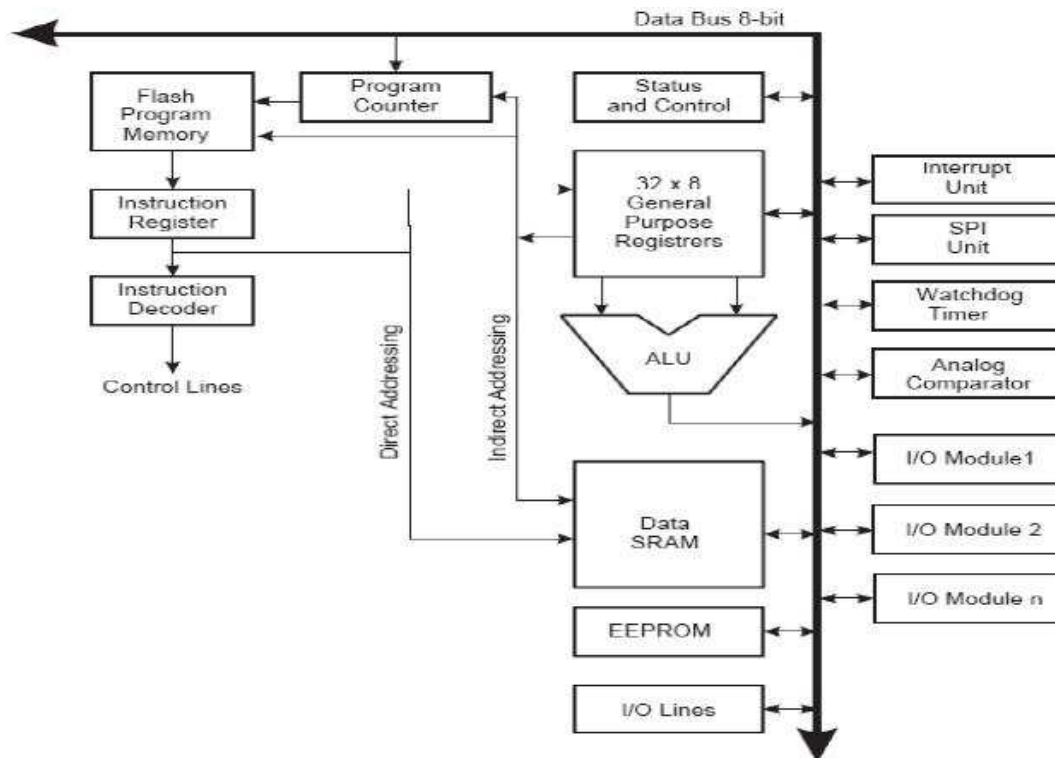 Data Bus 8-bit
Flash
Program
Memory
Program
Counter
Status
and Control
32 x 8
General
Purpose
Registrers
Interrupt
Unit
Instruction
Register
SPI
Unit
Instruction
Decoder
Watchdog
Timer
Control Lines
Direct Addressing
Indirect Addressing
ALU
Analog
Comparator
I/O Module1
Data
SRAM
I/O Module 2
I/O Module n
EEPROM
I/O Lines